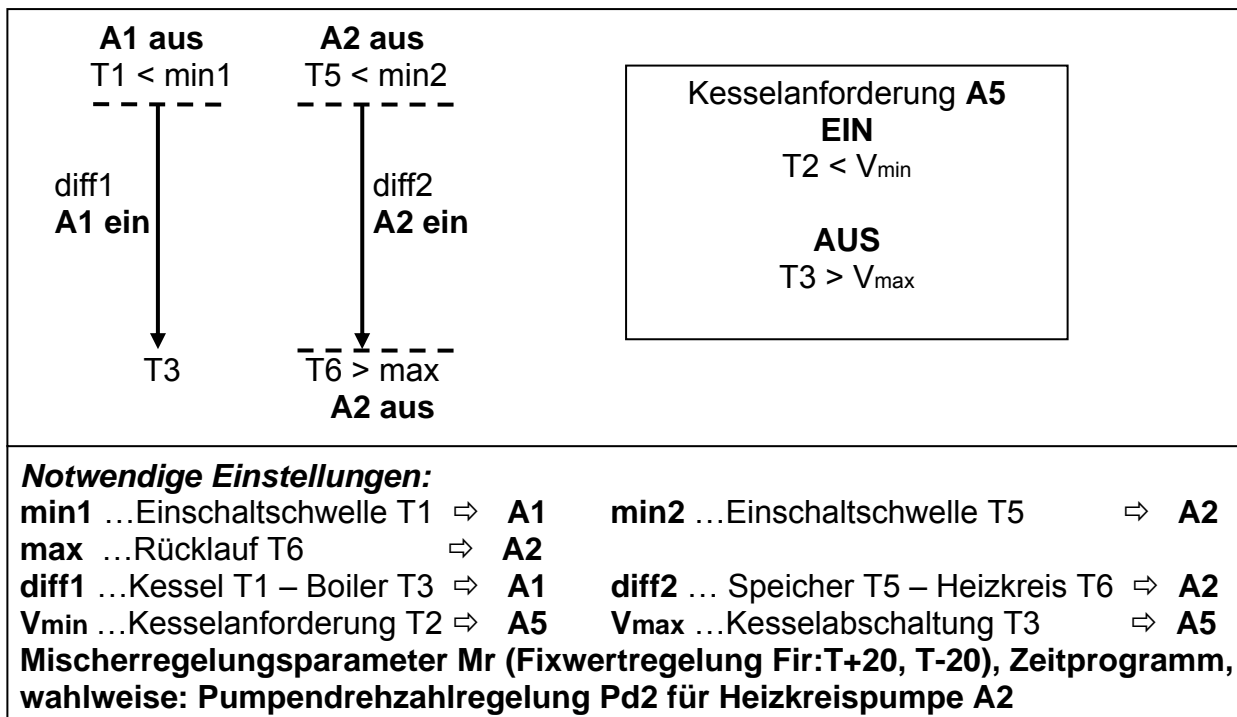 A1 aus
T1 < min1
A2 aus
T5 < min2
diff1
A1 ein
diff2
A2 ein
T3
T6 > max
A2 aus
Kesselanforderung A5
EIN
T2 < Vmin
AUS
T3 > Vmax
Notwendige Einstellungen:
min1 …Einschaltschwelle T1 ⇨ A1 min2 …Einschaltschwelle T5 ⇨ A2
max …Rücklauf T6 ⇨ A2
diff1 …Kessel T1 – Boiler T3 ⇨ A1 diff2 … Speicher T5 – Heizkreis T6 ⇨ A2
Vmin …Kesselanforderung T2 ⇨ A5 Vmax …Kesselabschaltung T3 ⇨ A5
Mischerregelungsparameter Mr (Fixwertregelung Fir:T+20, T-20), Zeitprogramm,
wahlweise: Pumpendrehzahlregelung Pd2 für Heizkreispumpe A2